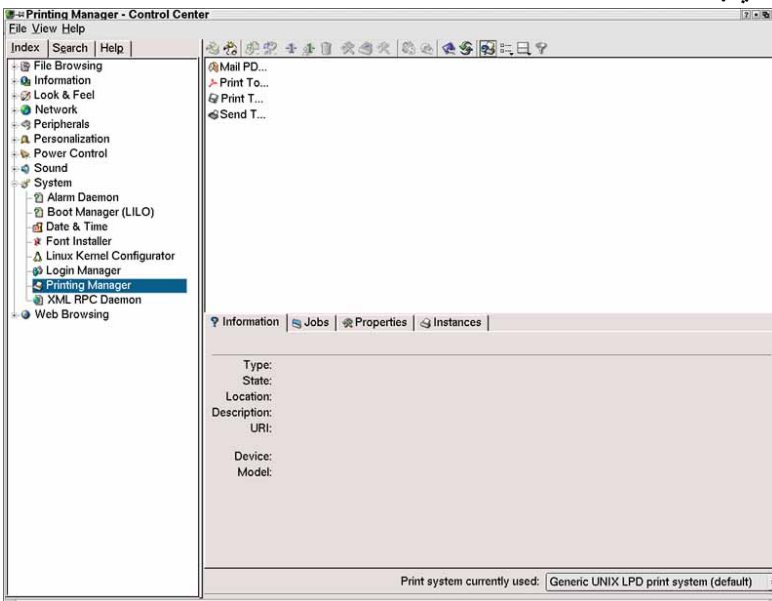 Printing Manager - Control Center
File View Help
Index Search Help
File Browsing
Information
Look & Feel
Network
Peripherals
Personalization
Power Control
Sound
System
Alarm Daemon
Boot Manager (LILO)
Date & Time
Font Installer
Linux Kernel Configurator
Login Manager
Printing Manager
XML RPC Daemon
Web Browsing
Mail PD...
Print To...
Print T...
Send T...
Information Jobs Properties Instances
Type:
State:
Location:
Description:
URI:
Device:
Model:
Print system currently used: Generic UNIX LPD print system (default)